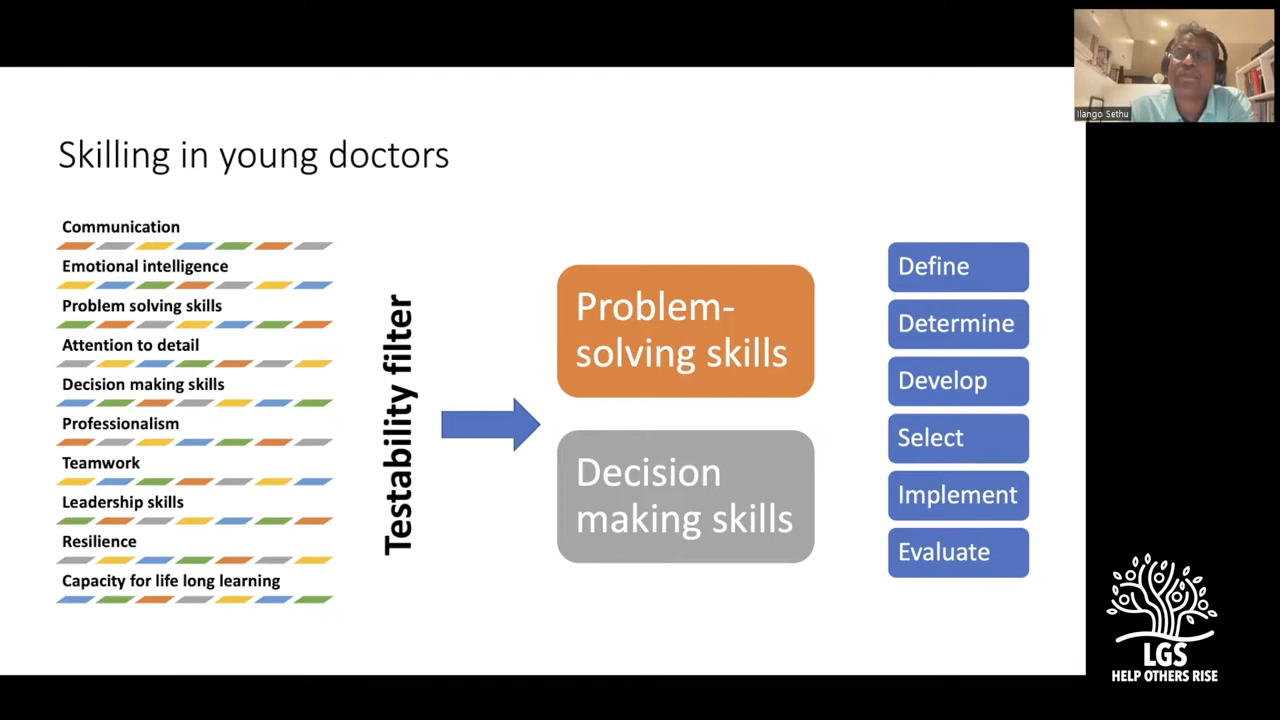 Ilango Sethu
Skilling in young doctors
Communication
Emotional intelligence
Problem solving skills
Attention to detail
Decision making skills
Professionalism
Teamwork
Leadership skills
Resilience
Capacity for life long learning
Testability filter
Problem-
solving skills
Decision
making skills
Define
Determine
Develop
Select
Implement
Evaluate
LGS
HELP OTHERS RISE